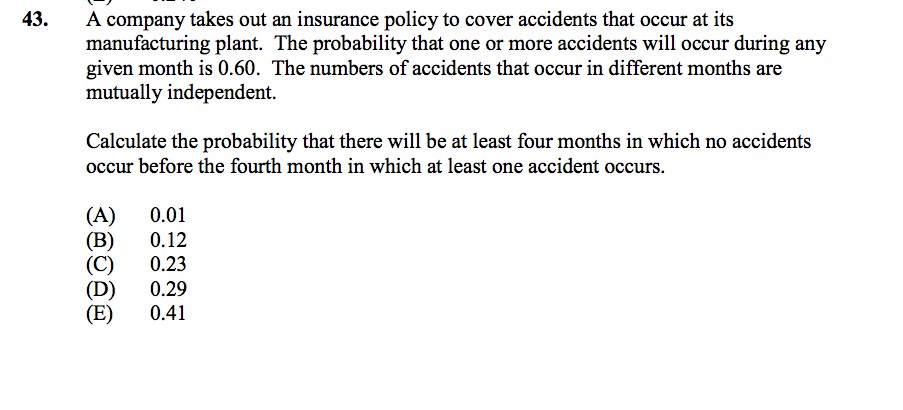 43. A company takes out an insurance policy to cover accidents that occur at its
manufacturing plant. The probability that one or more accidents will occur during any
given month is 0.60. The numbers of accidents that occur in different months are
mutually independent.
Calculate the probability that there will be at least four months in which no accidents
occur before the fourth month in which at least one accident occurs.
(A) 0.01
(B) 0.12
(C) 0.23
(D) 0.29
(E) 0.41